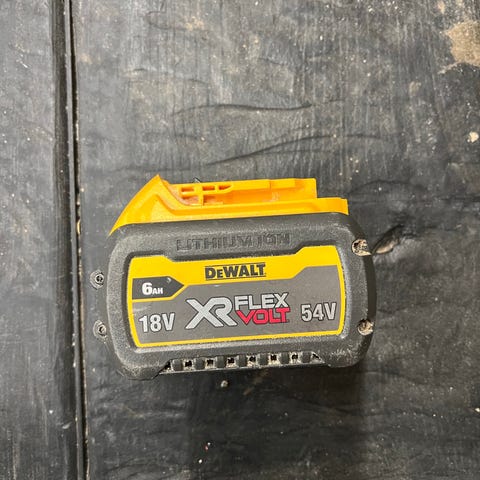 LITHIUM ION
DEWALT
6AH
18V XR FLEX VOLT 54V